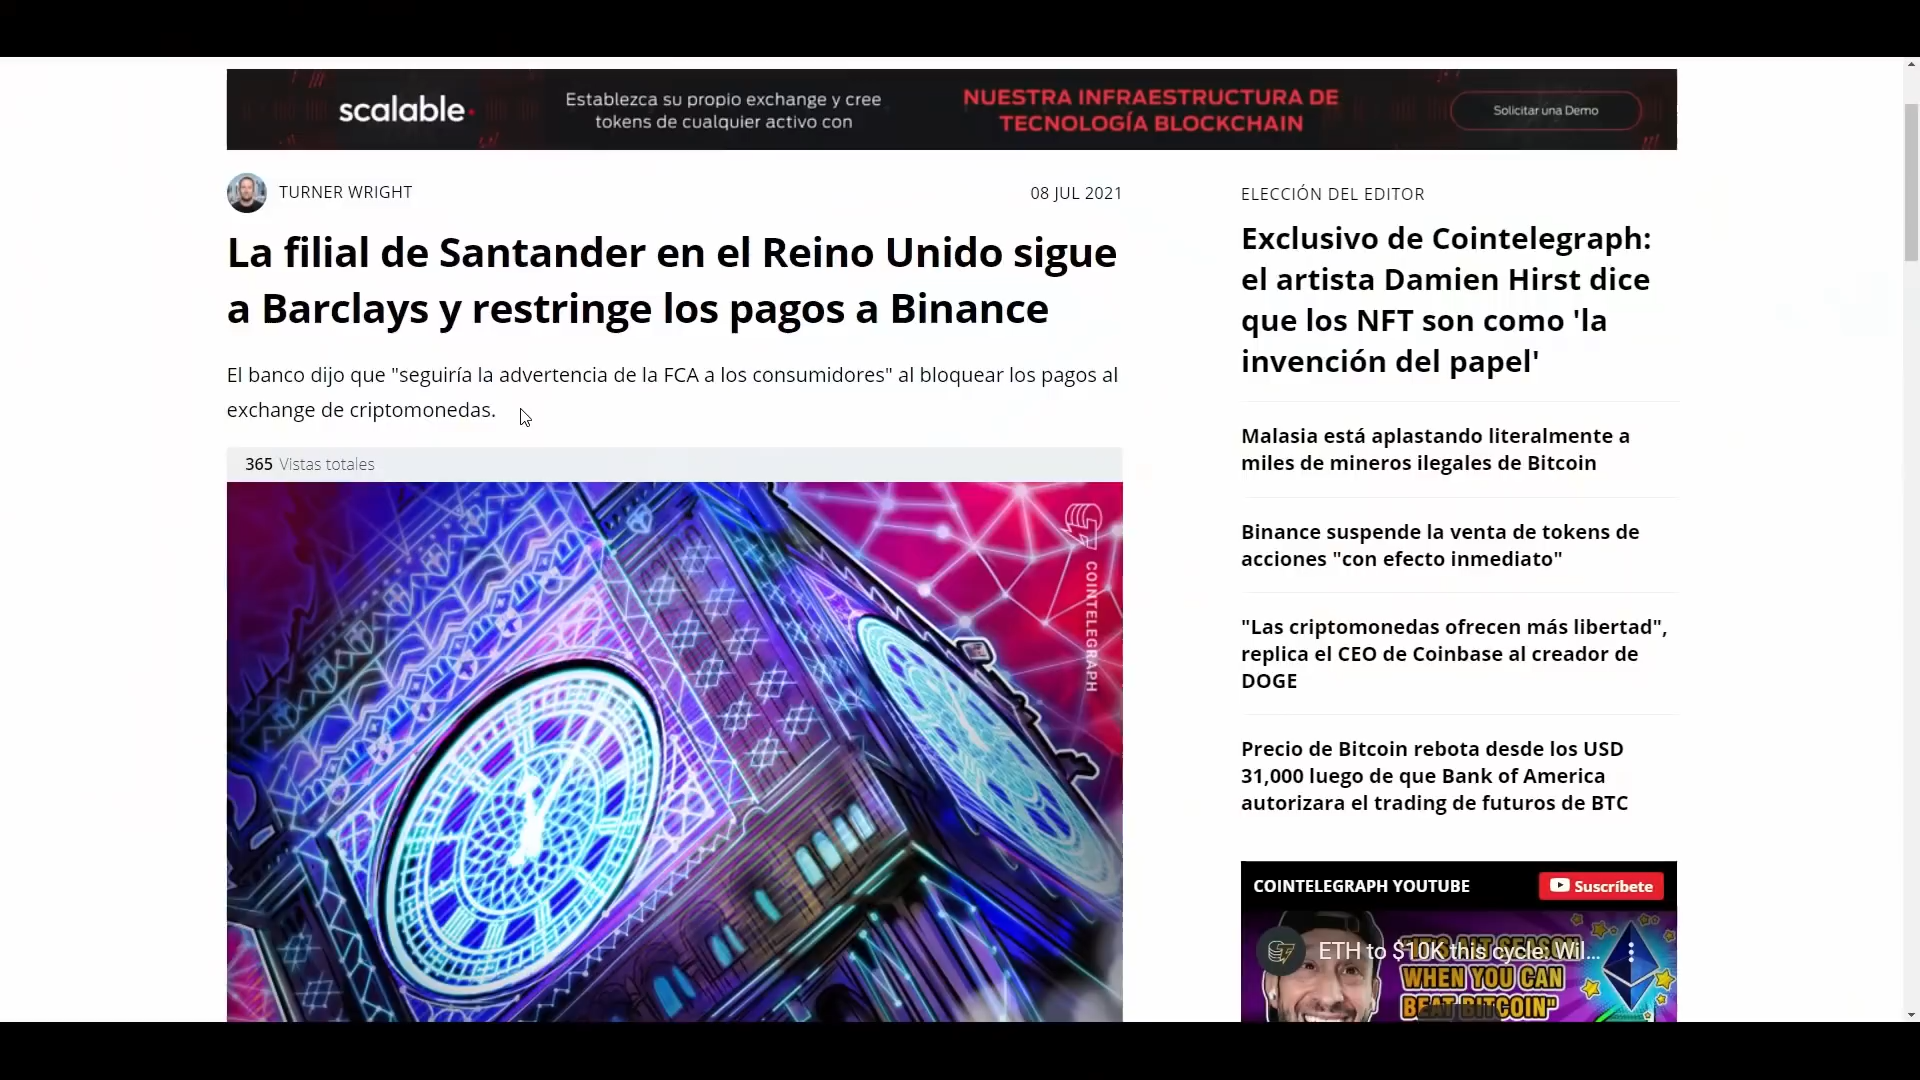 scalable
Establezca su propio exchange y cree
tokens de cualquier activo con
NUESTRA INFRAESTRUCTURA DE
TECNOLOGÍA BLOCKCHAIN
Solicitar una Demo
TURNER WRIGHT
08 JUL 2021
La filial de Santander en el Reino Unido sigue
a Barclays y restringe los pagos a Binance
El banco dijo que "seguiría la advertencia de la FCA a los consumidores" al bloquear los pagos al
exchange de criptomonedas.
365 Vistas totales
COINTELEGRAPH
ELECCIÓN DEL EDITOR
Exclusivo de Cointelegraph:
el artista Damien Hirst dice
que los NFT son como 'la
invención del papel'
Malasia está aplastando literalmente a
miles de mineros ilegales de Bitcoin
Binance suspende la venta de tokens de
acciones "con efecto inmediato"
"Las criptomonedas ofrecen más libertad",
replica el CEO de Coinbase al creador de
DOGE
Precio de Bitcoin rebota desde los USD
31,000 luego de que Bank of America
autorizara el trading de futuros de BTC
COINTELEGRAPH YOUTUBE
Suscríbete
ETH to $10K this cycle. Wil...
"IT'S ALT SEASON
WHEN YOU CAN
BEAT BITCOIN"